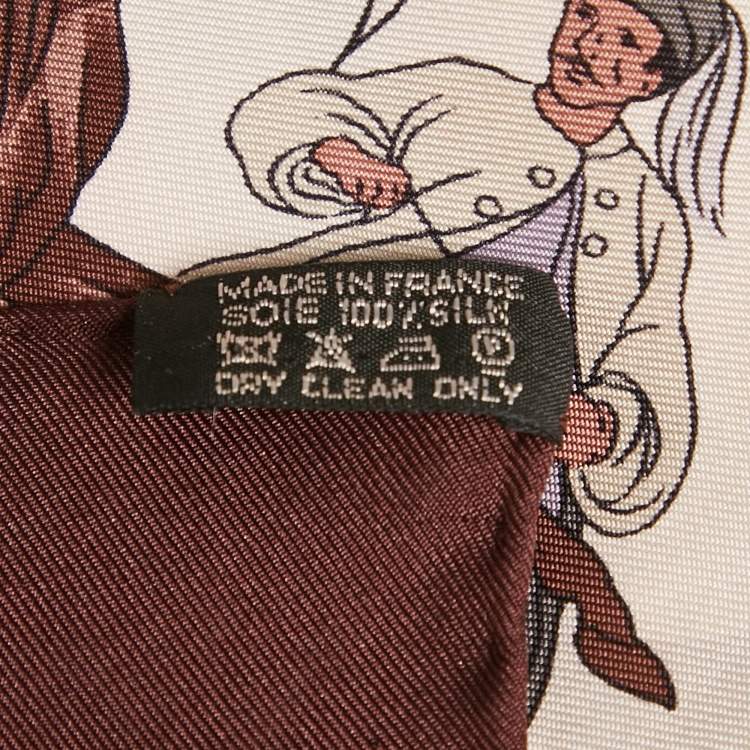 MADE IN FRANCE
SOIE 100% SILK
DRY CLEAN ONLY